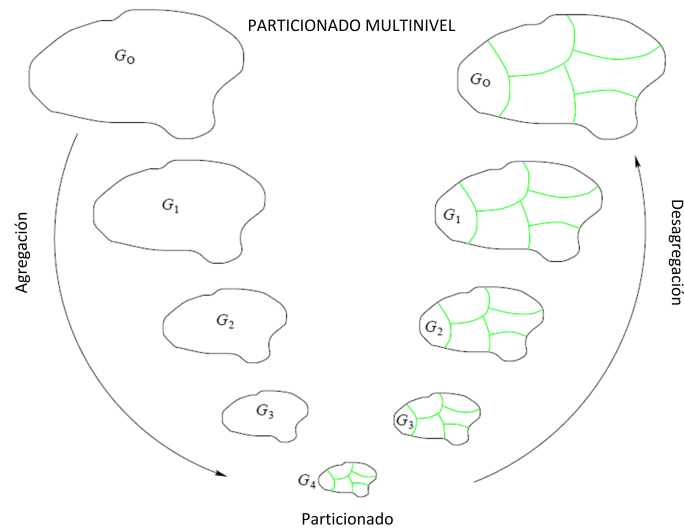 PARTICIONADO MULTINIVEL
G0
G0
G1
G1
Agregación
Desagregación
G2
G2
G3
G3
G4
Particionado